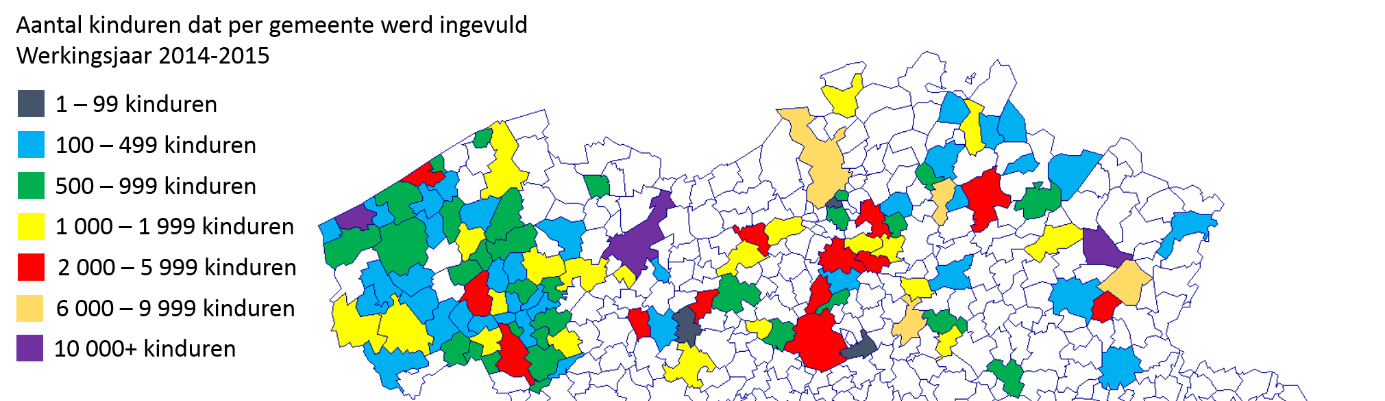 Aantal kinduren dat per gemeente werd ingevuld
Werkingsjaar 2014-2015
1 – 99 kinduren
100 – 499 kinduren
500 – 999 kinduren
1 000 – 1 999 kinduren
2 000 – 5 999 kinduren
6 000 – 9 999 kinduren
10 000+ kinduren